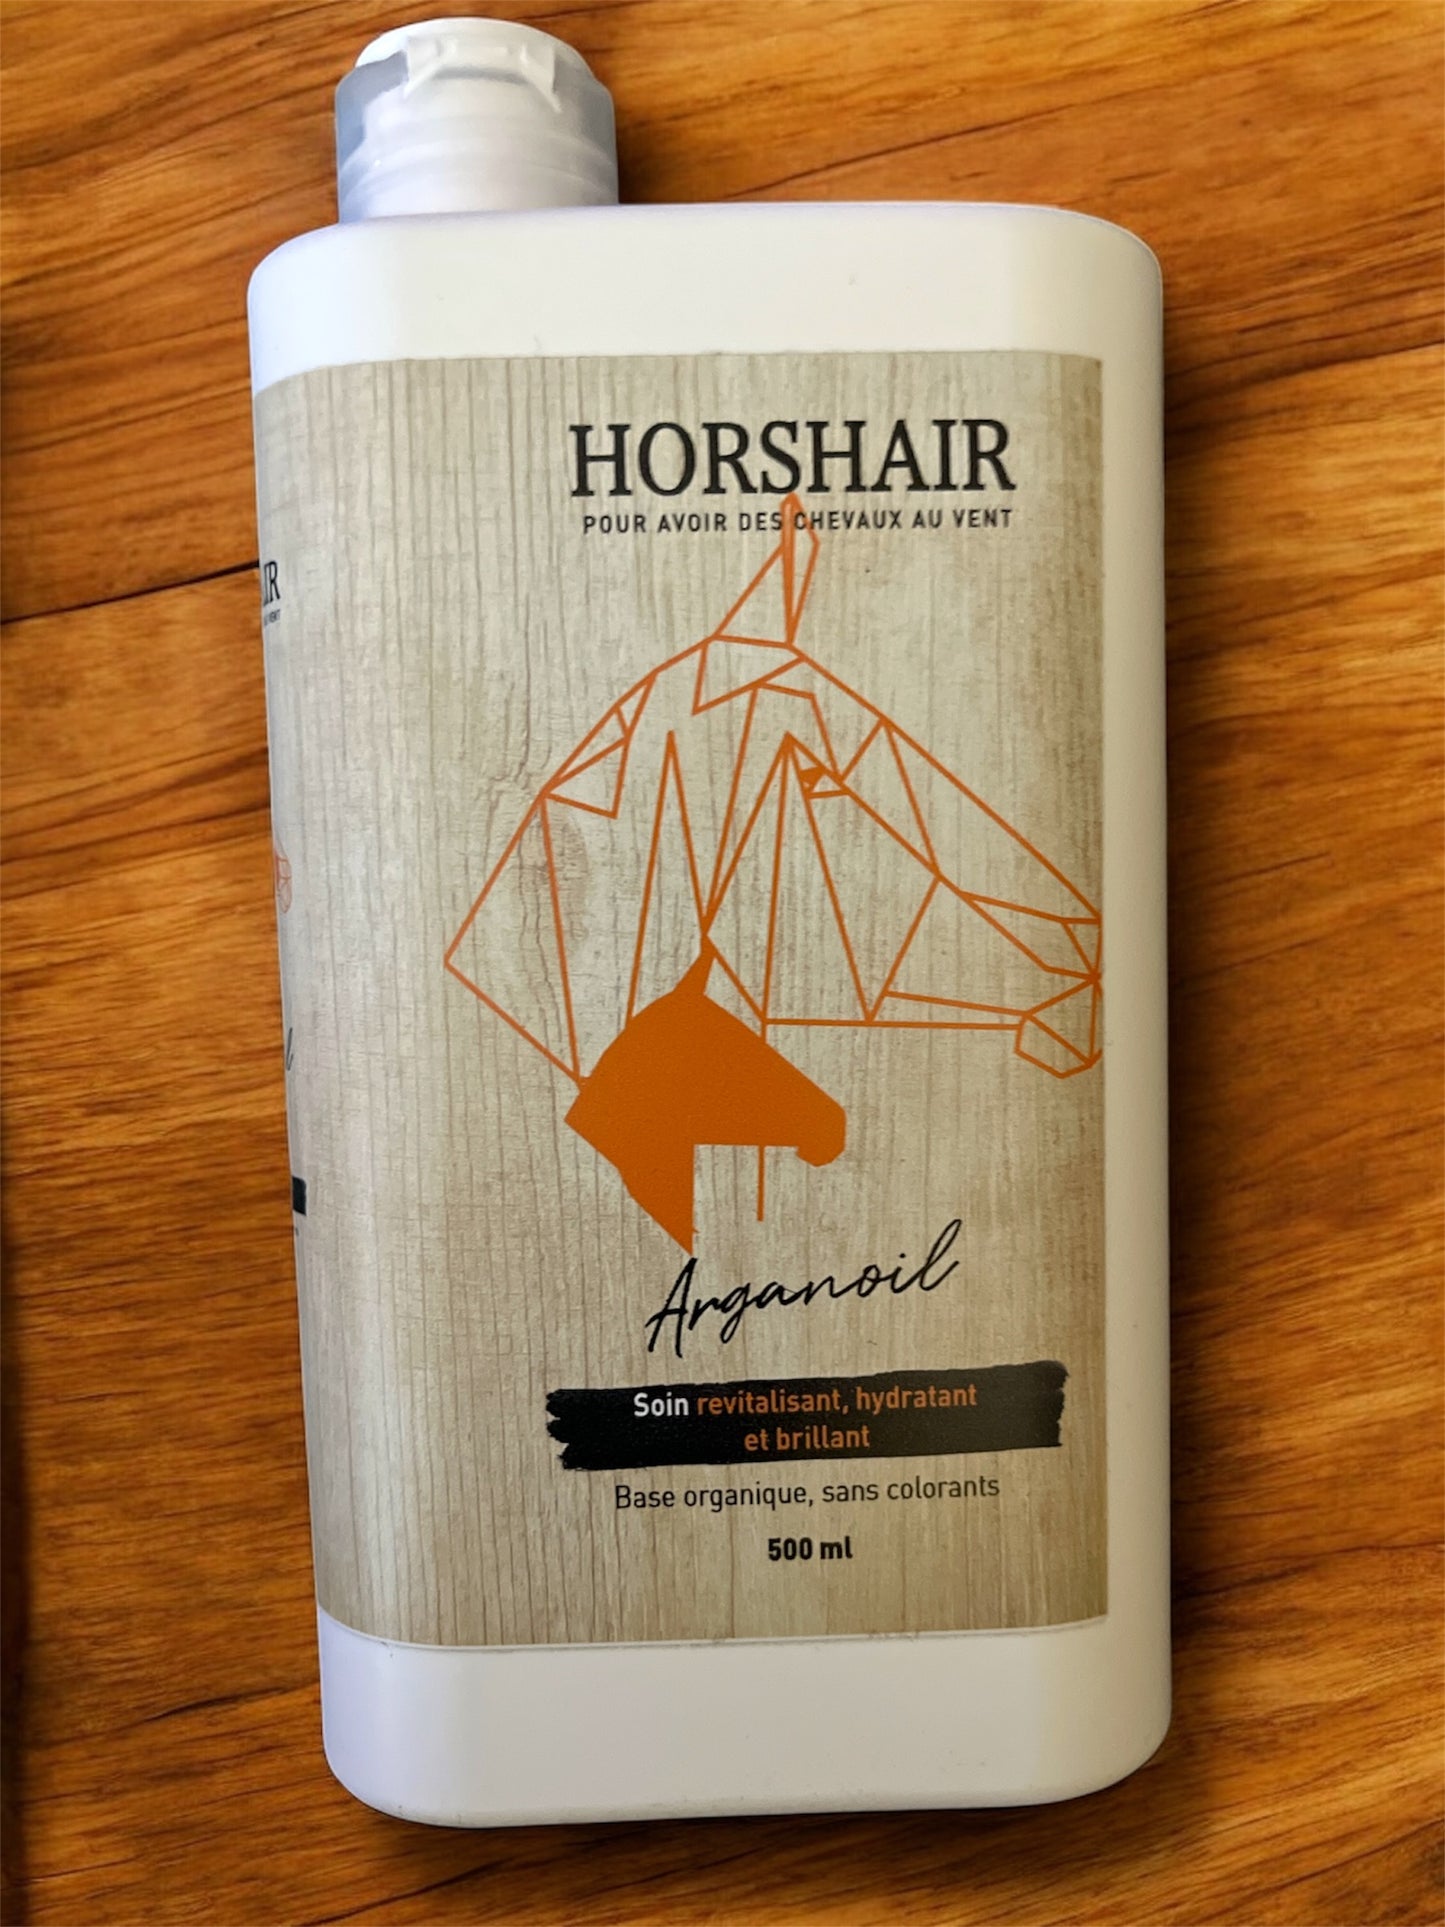 HORSHAIR
POUR AVOIR DES CHEVAUX AU VENT
Arganoil
Soin revitalisant, hydratant
et brillant
Base organique, sans colorants
500 ml